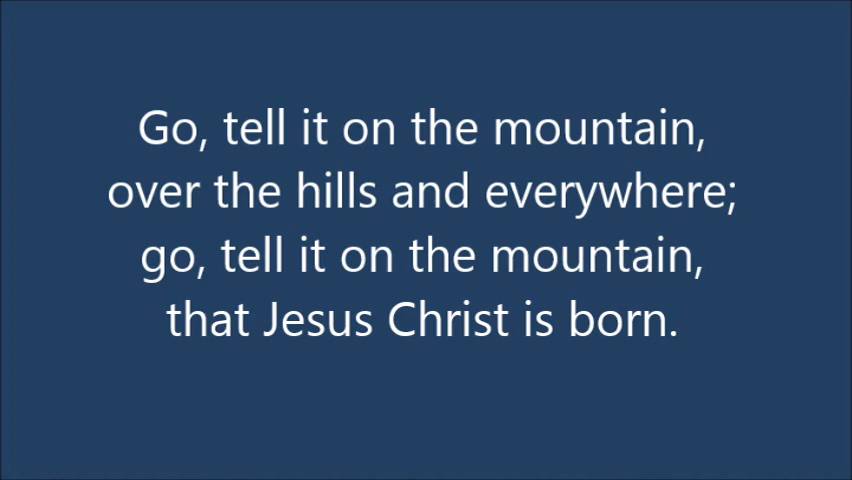 Go, tell it on the mountain,
over the hills and everywhere;
go, tell it on the mountain,
that Jesus Christ is born.